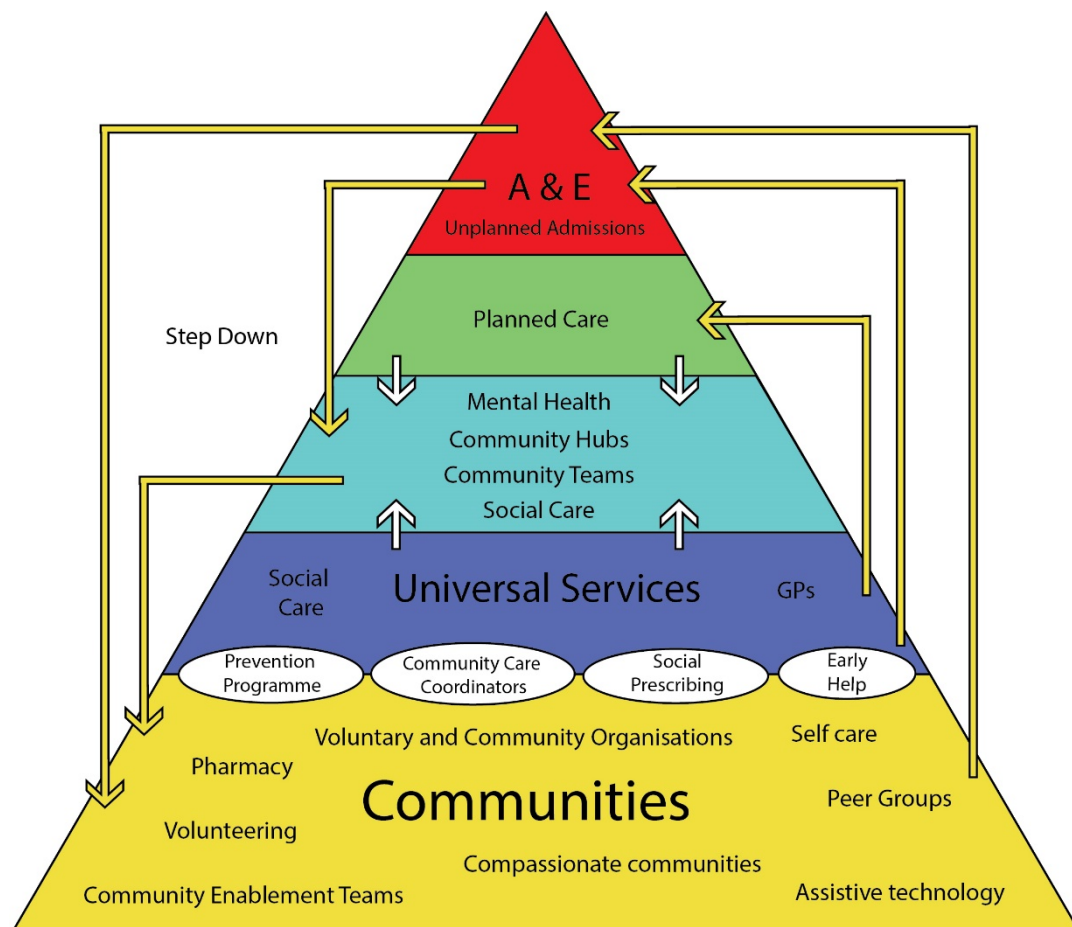 A & E
Unplanned Admissions
Planned Care
Step Down
Mental Health
Community Hubs
Community Teams
Social Care
Social
Care
Universal Services
GPs
Prevention
Programme
Community Care
Coordinators
Social
Prescribing
Early
Help
Voluntary and Community Organisations
Self care
Pharmacy
Communities
Peer Groups
Volunteering
Compassionate communities
Community Enablement Teams
Assistive technology